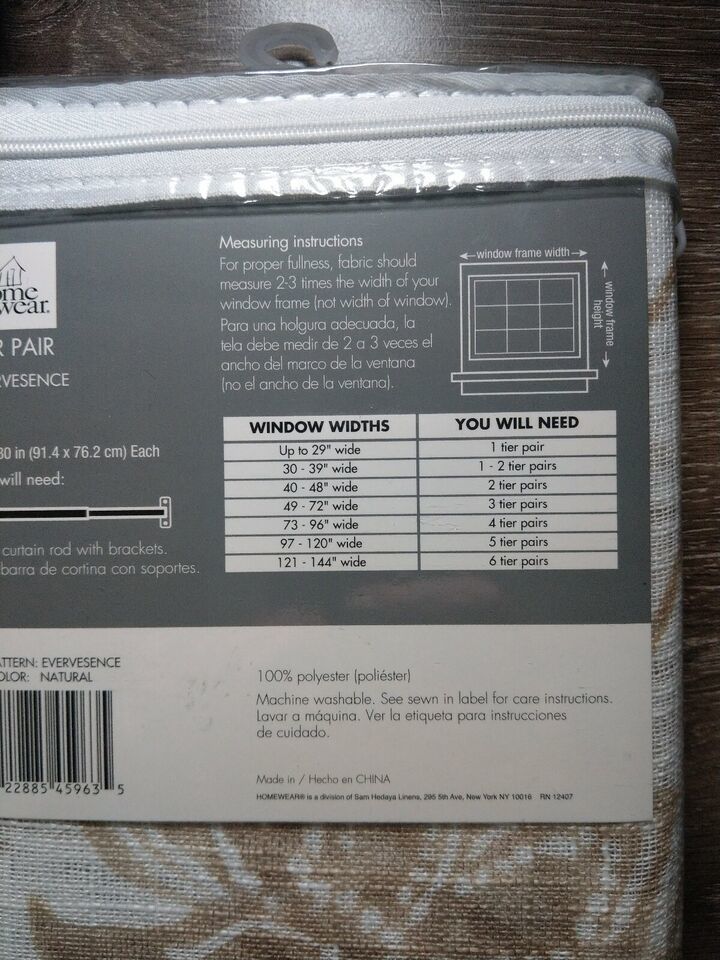 Measuring instructions
For proper fullness, fabric should
measure 2-3 times the width of your
window frame (not width of window).
Para una holgura adecuada, la
tela debe medir de 2 a 3 veces el
ancho del marco de la ventana
(no el ancho de la ventana).
window frame width
window frame
height
ome
wear.
R PAIR
RVESENCE
30 in (91.4 x 76.2 cm) Each
will need:
curtain rod with brackets.
barra de cortina con soportes.
WINDOW WIDTHS YOU WILL NEED
Up to 29" wide 1 tier pair
30 - 39" wide 1 - 2 tier pairs
40 - 48" wide 2 tier pairs
49 - 72" wide 3 tier pairs
73 - 96" wide 4 tier pairs
97 - 120" wide 5 tier pairs
121 - 144" wide 6 tier pairs
ATTERN: EVERVESENCE
OLOR: NATURAL
22885 45963 5
100% polyester (poliéster)
Machine washable. See sewn in label for care instructions.
Lavar a máquina. Ver la etiqueta para instrucciones
de cuidado.
Made in / Hecho en CHINA
HOMEWEAR® is a division of Sam Hedaya Linens, 295 5th Ave, New York NY 10016 RN 12407